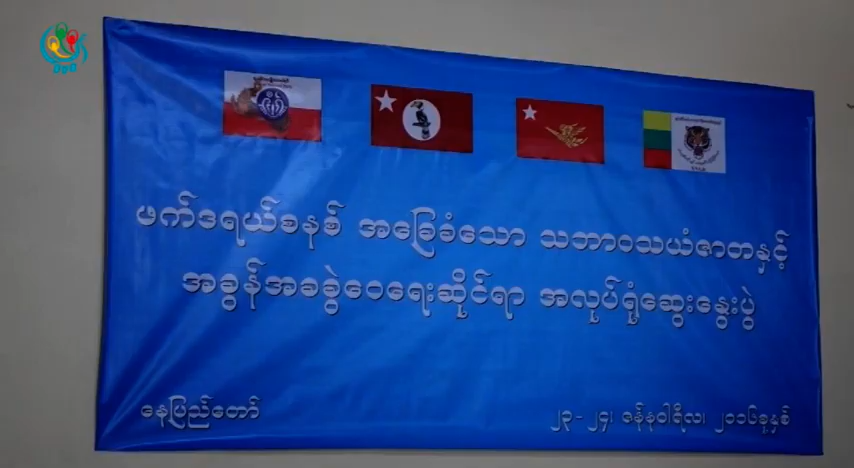 ဖက်ဒရယ်စနစ် အခြေခံသော သဘာဝသယံဇာတနှင့်
အခွန်အခခွဲဝေရေးဆိုင်ရာ အလုပ်ရုံဆွေးနွေးပွဲ
နေပြည်တော်
၂၃-၂၄၊ ဇန်နဝါရီလ၊ ၂၀၁၆ခုနှစ်